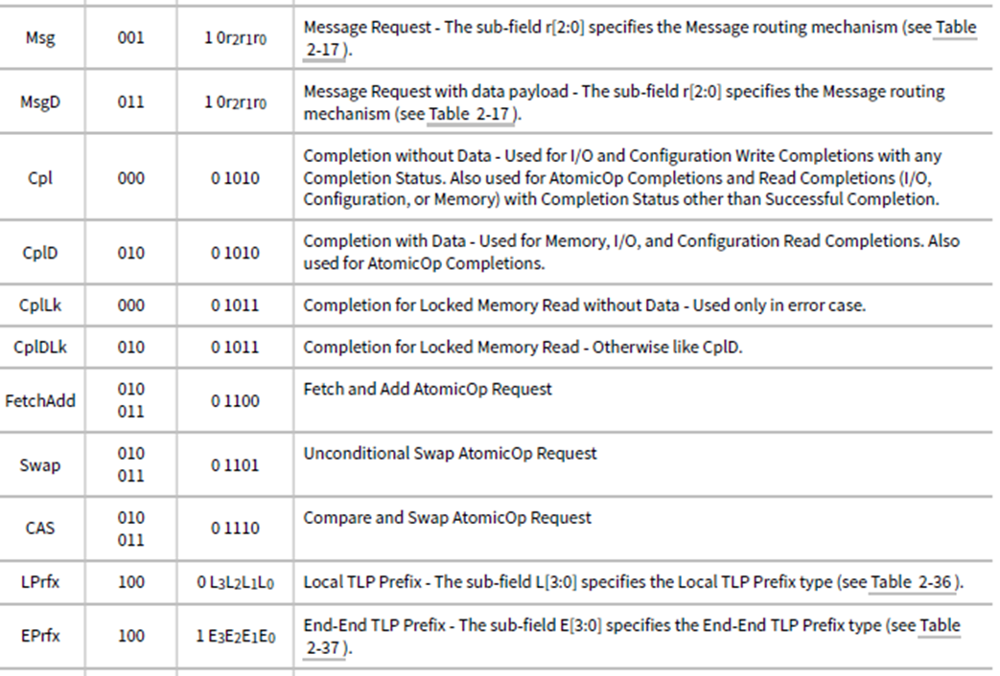 Msg 001 1 0r2r1r0 Message Request - The sub-field r[2:0] specifies the Message routing mechanism (see Table
2-17 ).
MsgD 011 1 0r2r1r0 Message Request with data payload - The sub-field r[2:0] specifies the Message routing
mechanism (see Table 2-17 ).
Cpl 000 0 1010 Completion without Data - Used for I/O and Configuration Write Completions with any
Completion Status. Also used for AtomicOp Completions and Read Completions (I/O,
Configuration, or Memory) with Completion Status other than Successful Completion.
CplD 010 0 1010 Completion with Data - Used for Memory, I/O, and Configuration Read Completions. Also
used for AtomicOp Completions.
CplLk 000 0 1011 Completion for Locked Memory Read without Data - Used only in error case.
CplDLk 010 0 1011 Completion for Locked Memory Read - Otherwise like CplD.
FetchAdd 010 0 1100 Fetch and Add AtomicOp Request
011
Swap 010 0 1101 Unconditional Swap AtomicOp Request
011
CAS 010 0 1110 Compare and Swap AtomicOp Request
011
LPrfx 100 0 L3L2L1L0 Local TLP Prefix - The sub-field L[3:0] specifies the Local TLP Prefix type (see Table 2-36 ).
EPrfx 100 1 E3E2E1E0 End-End TLP Prefix - The sub-field E[3:0] specifies the End-End TLP Prefix type (see Table
2-37 ).